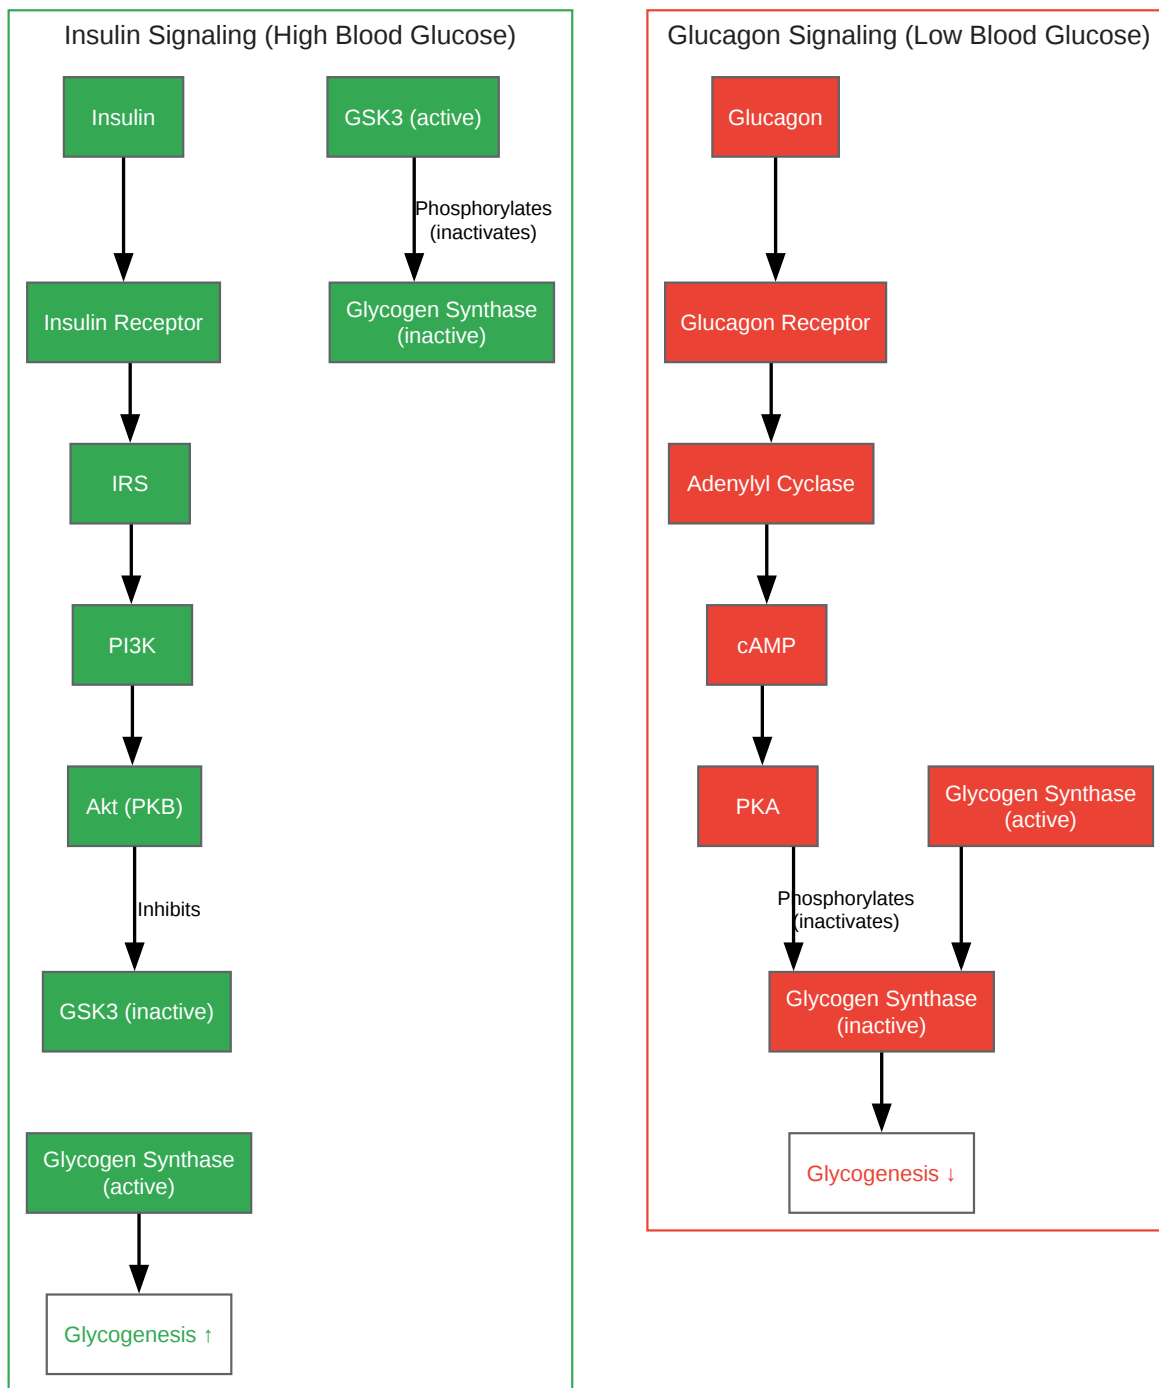 Insulin Signaling (High Blood Glucose)
Insulin
GSK3 (active)
Phosphorylates
(inactivates)
Insulin Receptor
Glycogen Synthase
(inactive)
IRS
PI3K
Akt (PKB)
Inhibits
GSK3 (inactive)
Glycogen Synthase
(active)
Glycogenesis ↑
Glucagon Signaling (Low Blood Glucose)
Glucagon
Glucagon Receptor
Adenylyl Cyclase
cAMP
PKA
Glycogen Synthase
(active)
Phosphorylates
(inactivates)
Glycogen Synthase
(inactive)
Glycogenesis ↓